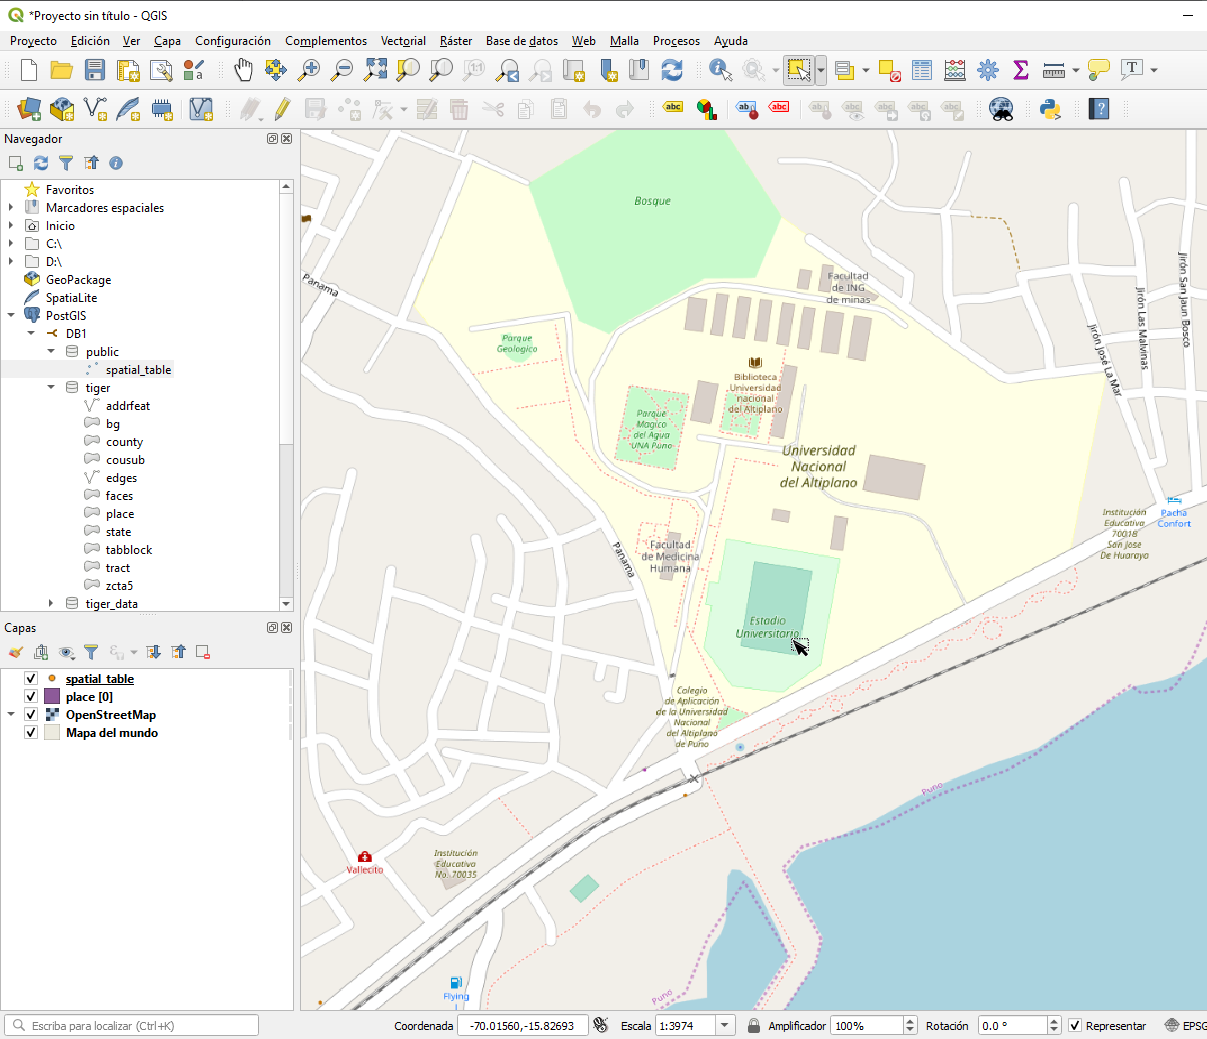 *Proyecto sin título - QGIS
Proyecto Edición Ver Capa Configuración Complementos Vectorial Ráster Base de datos Web Malla Procesos Ayuda
Navegador
Favoritos
Marcadores espaciales
Inicio
C:\
D:\
GeoPackage
SpatiaLite
PostGIS
DB1
public
spatial_table
tiger
addrfeat
bg
county
cousub
edges
faces
place
state
tabblock
tract
zcta5
tiger_data
Capas
spatial_table
place [0]
OpenStreetMap
Mapa del mundo
Bosque
Panama
Facultad
de ING
de minas
Parque
Geologico
Biblioteca
Universidad
nacional
del Altiplano
Parque
Magico
del Agua
UNA Puno
Universidad
Nacional
del Altiplano
Jirón San Jaun Bosco
Jirón Las Malvinas
Jirón José La Mar
Pacha
Confort
Institución
Educativa
70018
San Jose
De Huaraya
Panama
Facultad
de Medicina
Humana
Estadio
Universitario
Colegio
de Aplicación
de la Universidad
Nacional
del Altiplano
de Puno
Puno
Institución
Educativa
No. 70035
Vallecito
Flying
Puno
Escriba para localizar (Ctrl+K)
Coordenada -70.01560,-15.82693 Escala 1:3974 Amplificador 100% Rotación 0.0 ° Representar EPSG